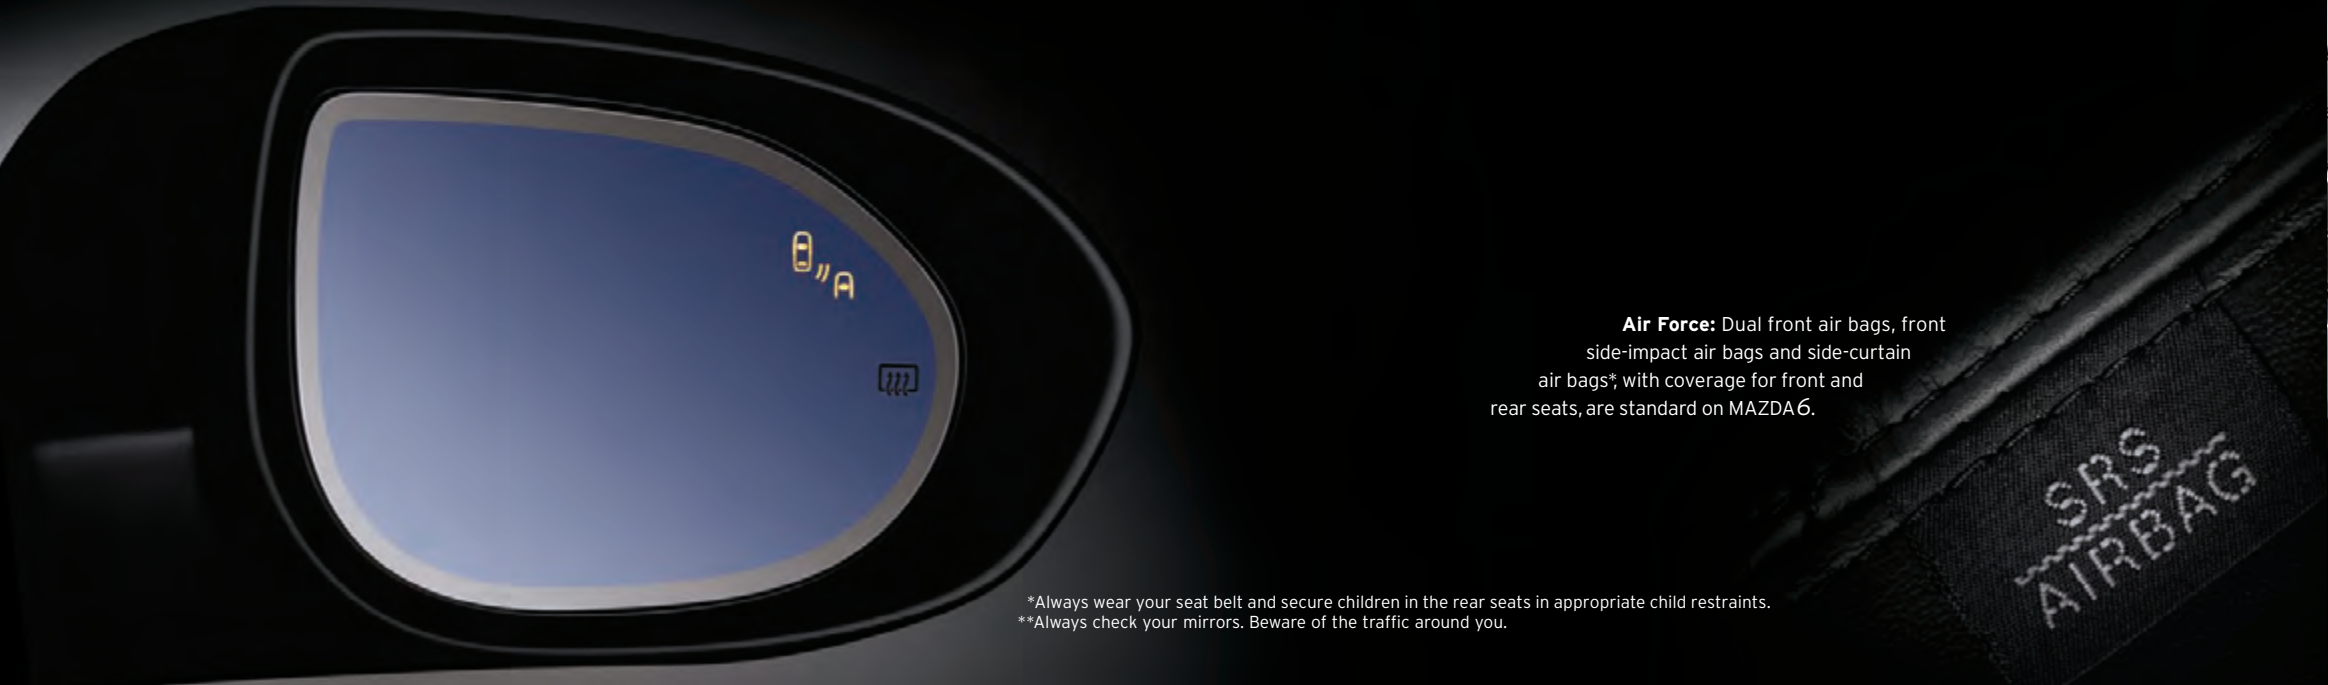 Air Force: Dual front air bags, front
side-impact air bags and side-curtain
air bags*, with coverage for front and
rear seats, are standard on MAZDA6.
SRS
AIRBAG
*Always wear your seat belt and secure children in the rear seats in appropriate child restraints.
**Always check your mirrors. Beware of the traffic around you.